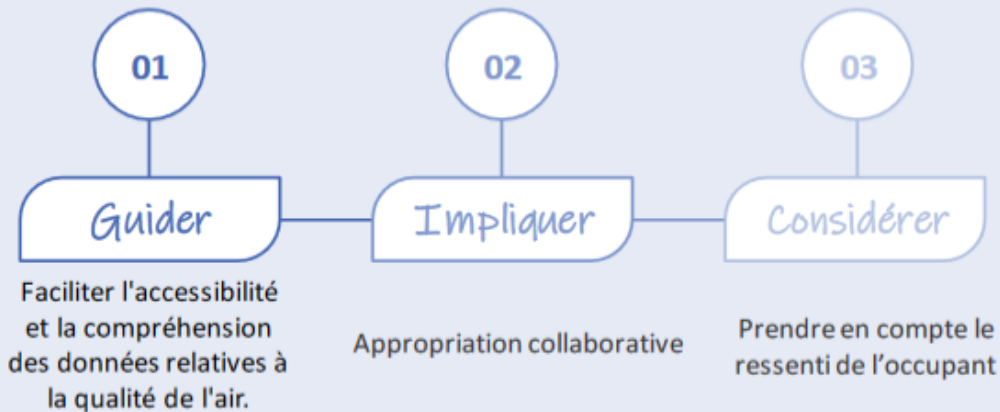 01
Guider
Faciliter l'accessibilité
et la compréhension
des données relatives à
la qualité de l'air.
02
Impliquer
Appropriation collaborative
03
Considérer
Prendre en compte le
ressenti de l’occupant